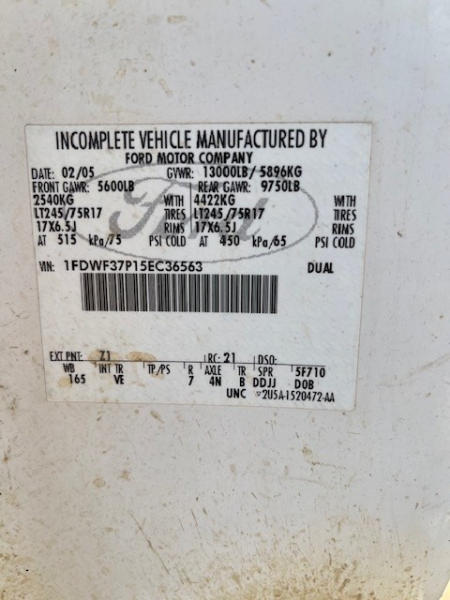 INCOMPLETE VEHICLE MANUFACTURED BY
FORD MOTOR COMPANY
DATE: 02/05 GVWR: 13000LB/ 5896KG
FRONT GAWR: 5600LB REAR GAWR: 9750LB
2540KG WITH 4422KG WITH
LT245/75R17 TIRES LT245/75R17 TIRES
17X6.5J RIMS 17X6.5J RIMS
AT 515 kPa/75 PSI COLD AT 450 kPa/65 PSI COLD
VIN: 1FDWF37P15EC36563 DUAL
Ford
EXT PNT: Z1 RC: 21 DSO:
WB INT TR TP/PS R AXLE TR SPR 5F710
165 VE 7 4N B DDJJ DOB
UNC 2U5A-1520472-AA